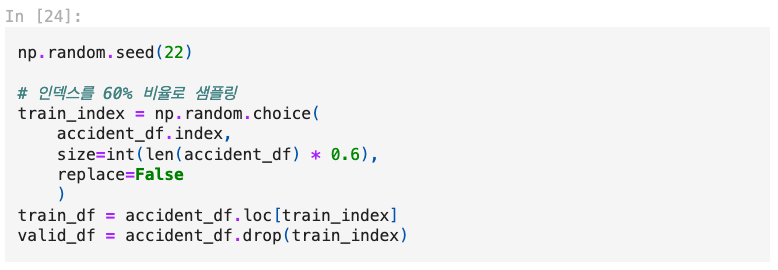 In [24]:
np.random.seed(22)
# 인덱스를 60% 비율로 샘플링
train_index = np.random.choice(
    accident_df.index,
    size=int(len(accident_df) * 0.6),
    replace=False
    )
train_df = accident_df.loc[train_index]
valid_df = accident_df.drop(train_index)